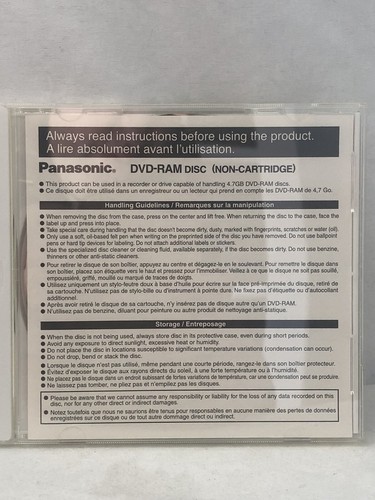 Always read instructions before using the product.
A lire absolument avant l'utilisation.
Panasonic® DVD-RAM DISC (NON-CARTRIDGE)
● This product can be used in a recorder or drive capable of handling 4.7GB DVD-RAM discs.
● Ce disque doit être utilisé dans un enregistreur ou un lecteur qui prend en compte les DVD-RAM de 4,7 Go.
Handling Guidelines / Remarques sur la manipulation
● When removing the disc from the case, press on the center and lift free. When returning the disc to the case, face the
label up and press into place.
● Take special care during handling that the disc doesn't become dirty, dusty, marked with fingerprints, scratches or water (oil).
● Only use a soft, oil-based felt pen when writing on the preprinted side of the disc you have removed. Do not use ballpoint
pens or hard tip devices for labeling. Do not attach additional labels or stickers.
● Use the specialized disc cleaner or cleaning fluid, available separately, if the disc becomes dirty. Do not use benzine,
thinners or other anti-static cleaners.
● Pour retirer le disque de son boîtier, appuyez au centre et dégagez-le en le soulevant. Pour remettre le disque dans
son boîtier, placez son étiquette vers le haut et pressez pour l'immobiliser. Veillez à ce que le disque ne soit pas souillé,
empoussiéré, griffé, mouillé ou marqué de traces de doigts.
● Utilisez uniquement un stylo-feutre doux à base d'huile pour écrire sur la face pré-imprimée du disque, retiré de
sa cartouche. N'utilisez pas de stylo-bille ou d'instrument à pointe dure. Ne fixez pas d'étiquette ou d'autocollant
additionnel.
● Après avoir retiré le disque de sa cartouche, n'y insérez pas de disque autre qu'un DVD-RAM.
● N'utilisez pas de benzine, diluant pour peinture ou autre produit de nettoyage anti-statique.
Storage / Entreposage
● When the disc is not being used, always store disc in its protective case, even during short periods.
● Avoid any exposure to direct sunlight, excessive heat or humidity.
● Do not place the disc in locations susceptible to significant temperature variations (condensation can occur).
● Do not drop, bend or stack the disc.
● Lorsque le disque n'est pas utilisé, même pendant une courte période, rangez-le dans son boîtier protecteur.
● Évitez d'exposer le disque aux rayons directs du soleil, à une forte température ou à l'humidité.
● Ne placez pas le disque dans un endroit subissant de fortes variations de température, car une condensation peut se produire.
● Ne laissez pas tomber, ne pliez pas et n'empilez pas les disques.
● Please be aware that we cannot assume any responsibility or liability for the loss of any data recorded on this
disc, nor for any other direct or indirect damages.
● Notez toutefois que nous ne saurions être tenus pour responsables en aucune manière des pertes de données
enregistrées sur ce disque ou de tout autre dommage direct ou indirect.